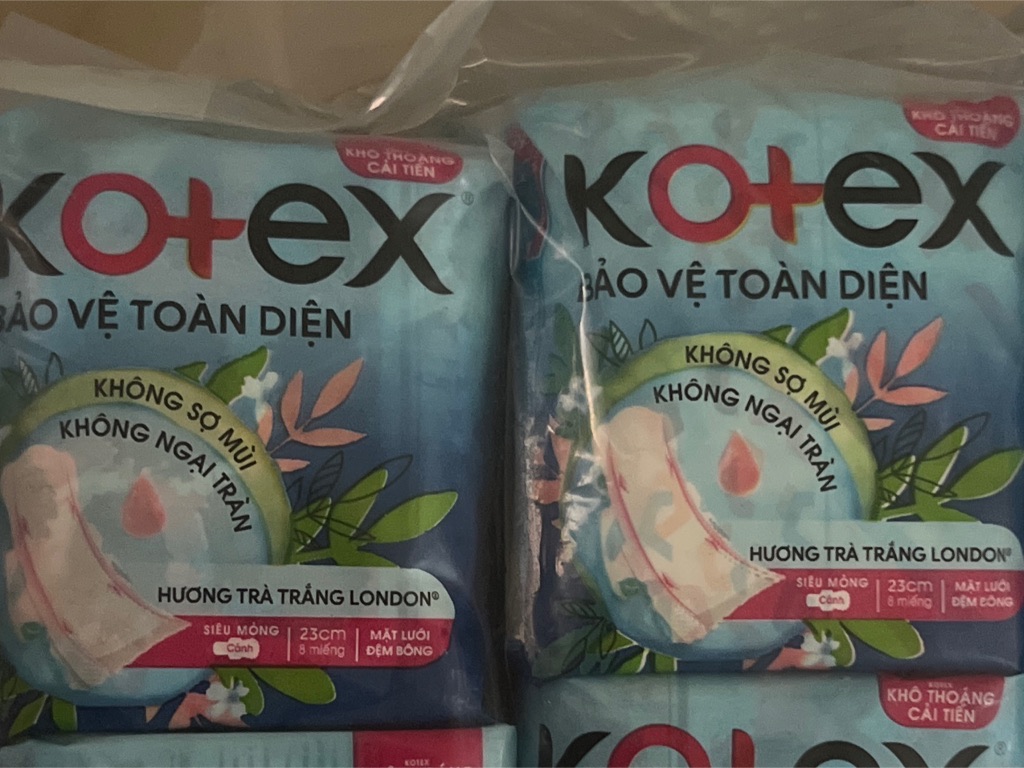 KHÔ THOÁNG
CẢI TIẾN
Kotex®
BẢO VỆ TOÀN DIỆN
KHÔNG SỢ MÙI
KHÔNG NGẠI TRÀN
HƯƠNG TRÀ TRẮNG LONDON®
SIÊU MỎNG
Cánh
23cm
8 miếng
MẶT LƯỚI
ĐỆM BÔNG
KHÔ THOÁNG
CẢI TIẾN
Kotex
BẢO VỆ TOÀN DIỆN
KHÔNG SỢ MÙI
KHÔNG NGẠI TRÀN
HƯƠNG TRÀ TRẮNG LONDON®
SIÊU MỎNG
Cánh
23cm
8 miếng
MẶT LƯỚI
ĐỆM BÔNG
KOTEX
KOTEX
KHÔ THOÁNG
CẢI TIẾN
Kotex®